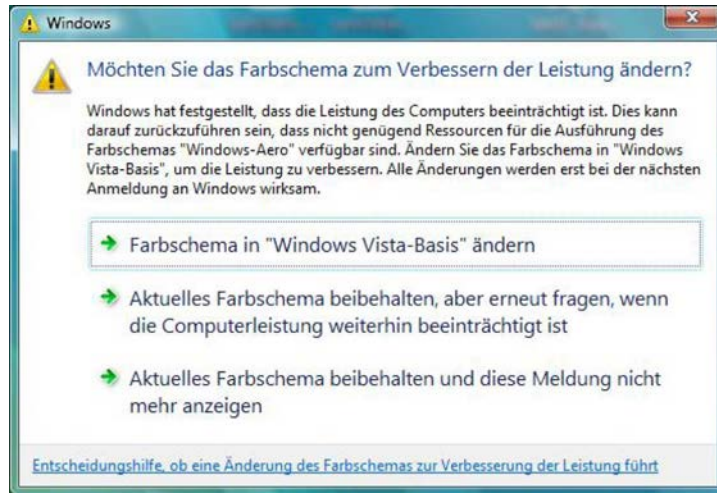 Windows
Möchten Sie das Farbschema zum Verbessern der Leistung ändern?
Windows hat festgestellt, dass die Leistung des Computers beeinträchtigt ist. Dies kann
darauf zurückzuführen sein, dass nicht genügend Ressourcen für die Ausführung des
Farbschemas "Windows-Aero" verfügbar sind. Ändern Sie das Farbschema in "Windows
Vista-Basis", um die Leistung zu verbessern. Alle Änderungen werden erst bei der nächsten
Anmeldung an Windows wirksam.
Farbschema in "Windows Vista-Basis" ändern
Aktuelles Farbschema beibehalten, aber erneut fragen, wenn
die Computerleistung weiterhin beeinträchtigt ist
Aktuelles Farbschema beibehalten und diese Meldung nicht
mehr anzeigen
Entscheidungshilfe, ob eine Änderung des Farbschemas zur Verbesserung der Leistung führt